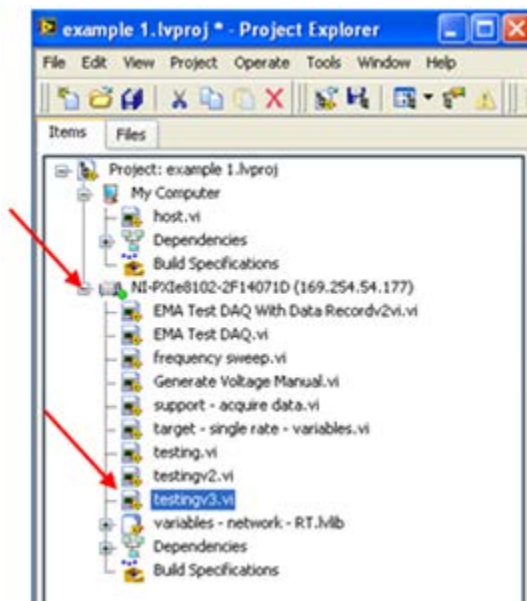 example 1.lvproj * - Project Explorer
File Edit View Project Operate Tools Window Help
Items Files
Project: example 1.lvproj
My Computer
host.vi
Dependencies
Build Specifications
NI-PXIe8102-2F14071D (169.254.54.177)
EMA Test DAQ With Data Recordv2vi.vi
EMA Test DAQ.vi
frequency sweep.vi
Generate Voltage Manual.vi
support - acquire data.vi
target - single rate - variables.vi
testing.vi
testingv2.vi
testingv3.vi
variables - network - RT.lvlib
Dependencies
Build Specifications